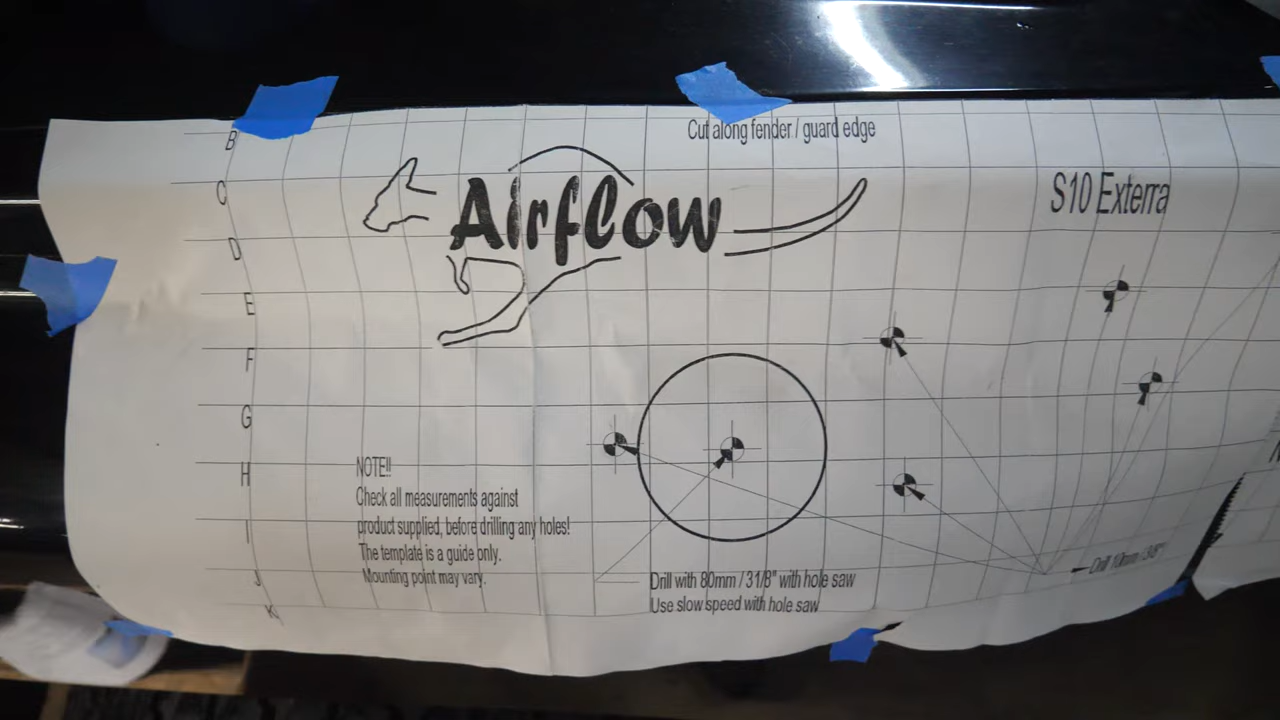 Cut along fender / guard edge
B
C
D
E
F
G
H
I
J
K
Airflow
S10 Exterra
NOTE!!
Check all measurements against
product supplied, before drilling any holes!
The template is a guide only.
Mounting point may vary.
Drill with 80mm / 31/8" with hole saw
Use slow speed with hole saw
Drill 10mm / 3/8"